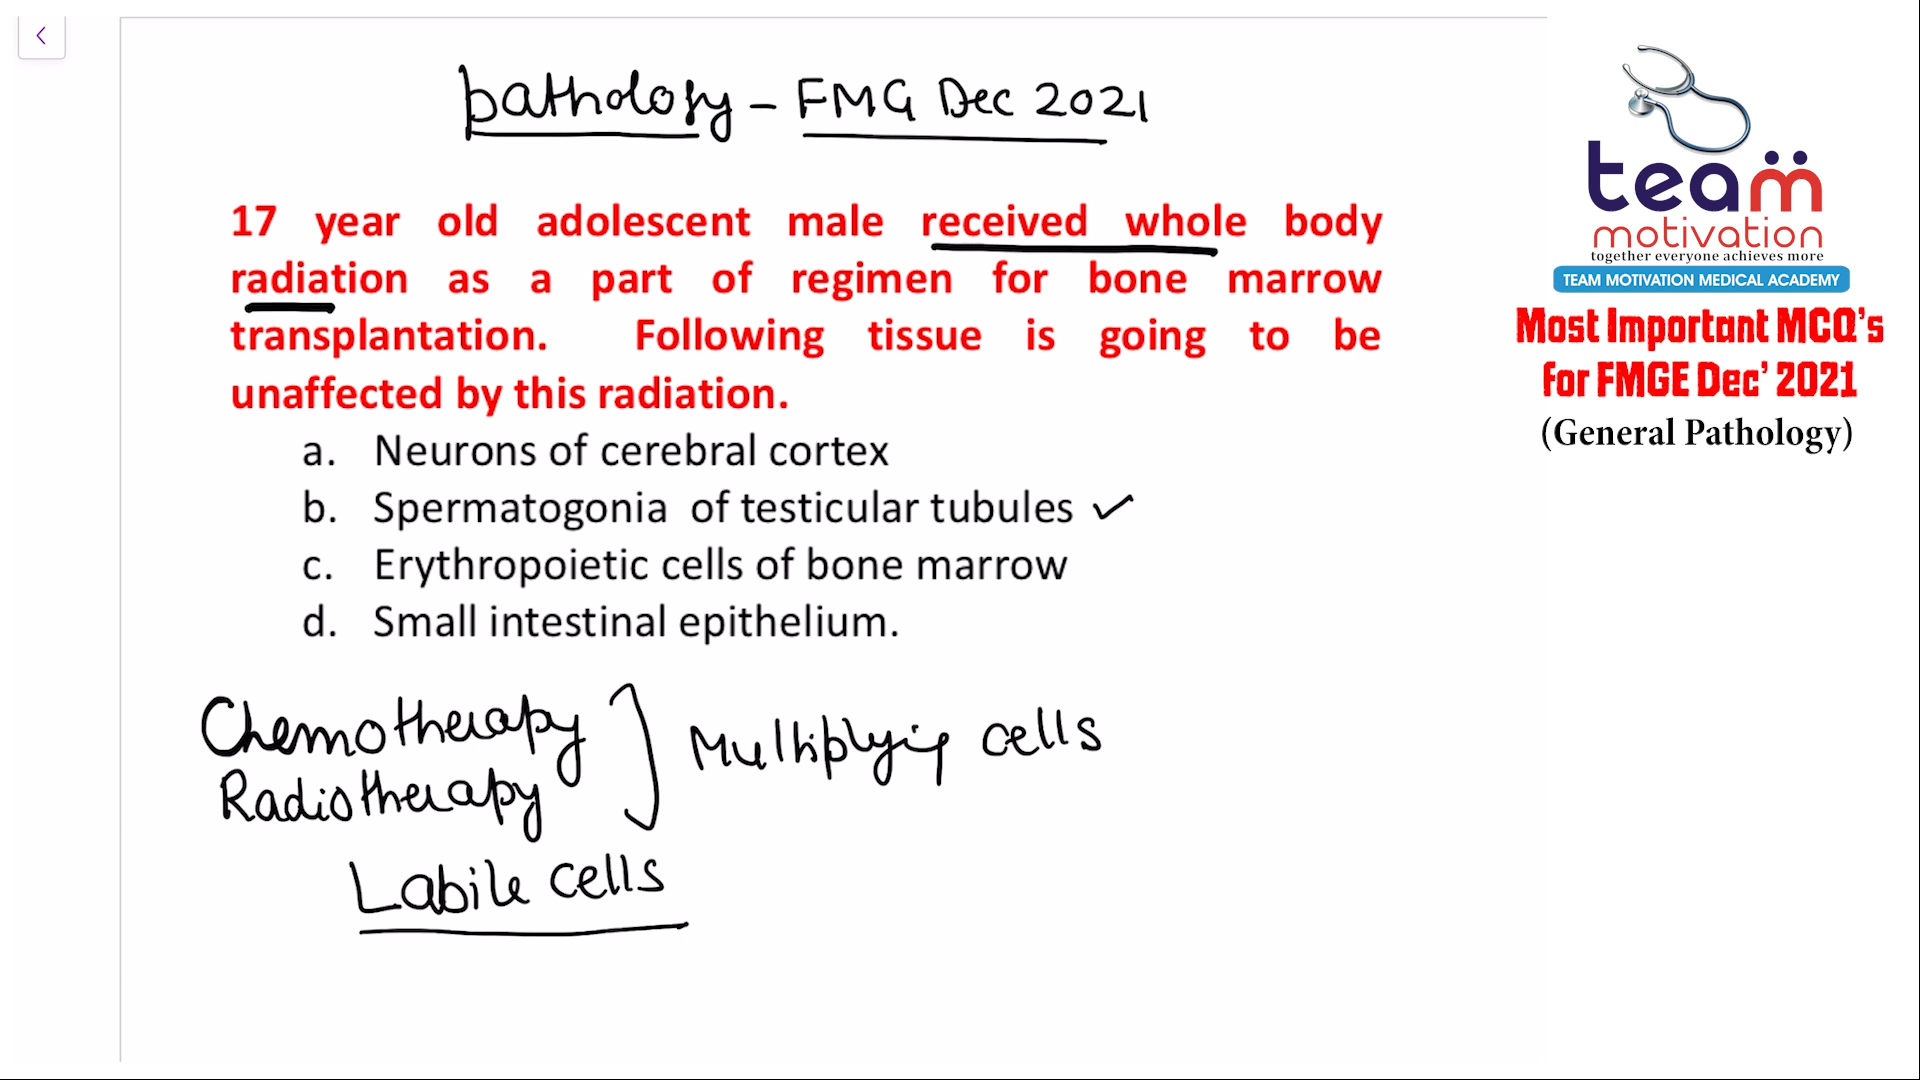 pathology - FMG Dec 2021
17 year old adolescent male received whole body
radiation as a part of regimen for bone marrow
transplantation. Following tissue is going to be
unaffected by this radiation.
a. Neurons of cerebral cortex
b. Spermatogonia of testicular tubules ✓
c. Erythropoietic cells of bone marrow
d. Small intestinal epithelium.
Chemotherapy
Radiotherapy
Multiplying cells
Labile cells
team
motivation
together everyone achieves more
TEAM MOTIVATION MEDICAL ACADEMY
Most Important MCQ's
for FMGE Dec' 2021
(General Pathology)